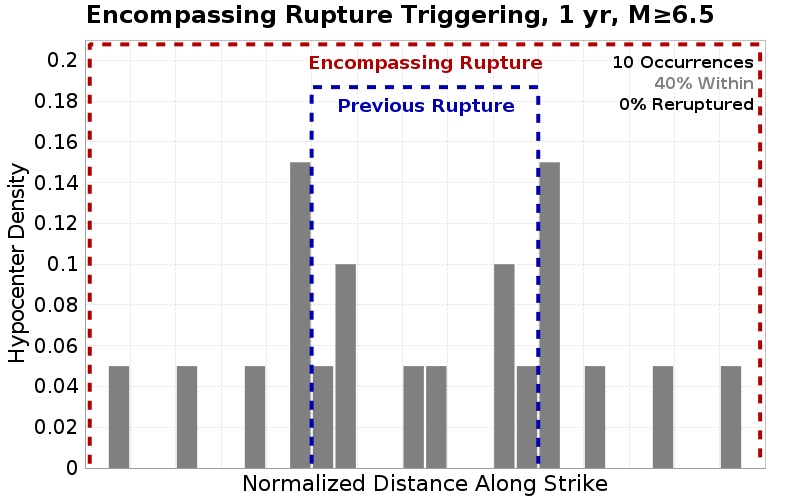 Encompassing Rupture Triggering, 1 yr, M≥6.5
Encompassing Rupture
Previous Rupture
10 Occurrences
40% Within
0% Reruptured
Hypocenter Density
0.2
0.18
0.16
0.14
0.12
0.1
0.08
0.06
0.04
0.02
0
Normalized Distance Along Strike